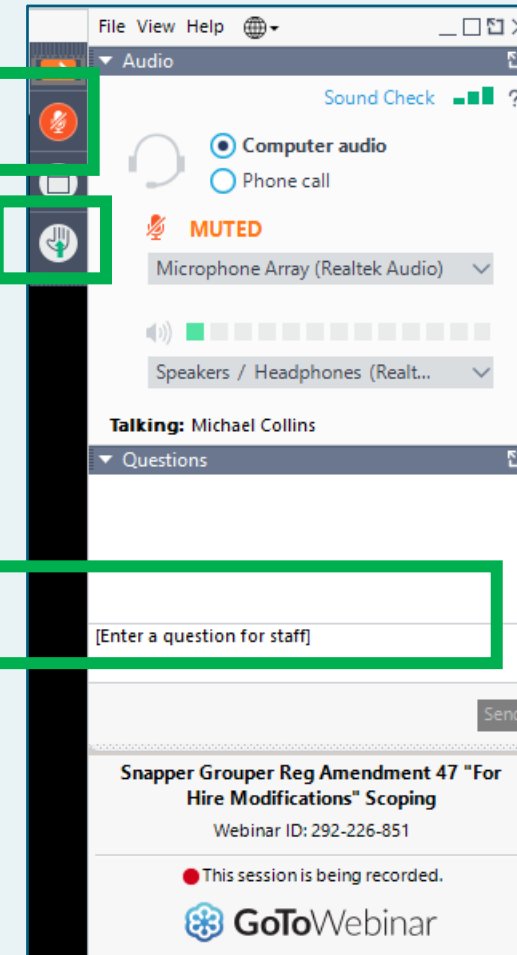 File View Help
Audio
Sound Check ?
Computer audio
Phone call
MUTED
Microphone Array (Realtek Audio)
Speakers / Headphones (Realt...
Talking: Michael Collins
Questions
[Enter a question for staff]
Send
Snapper Grouper Reg Amendment 47 "For
Hire Modifications" Scoping
Webinar ID: 292-226-851
This session is being recorded.
GoToWebinar